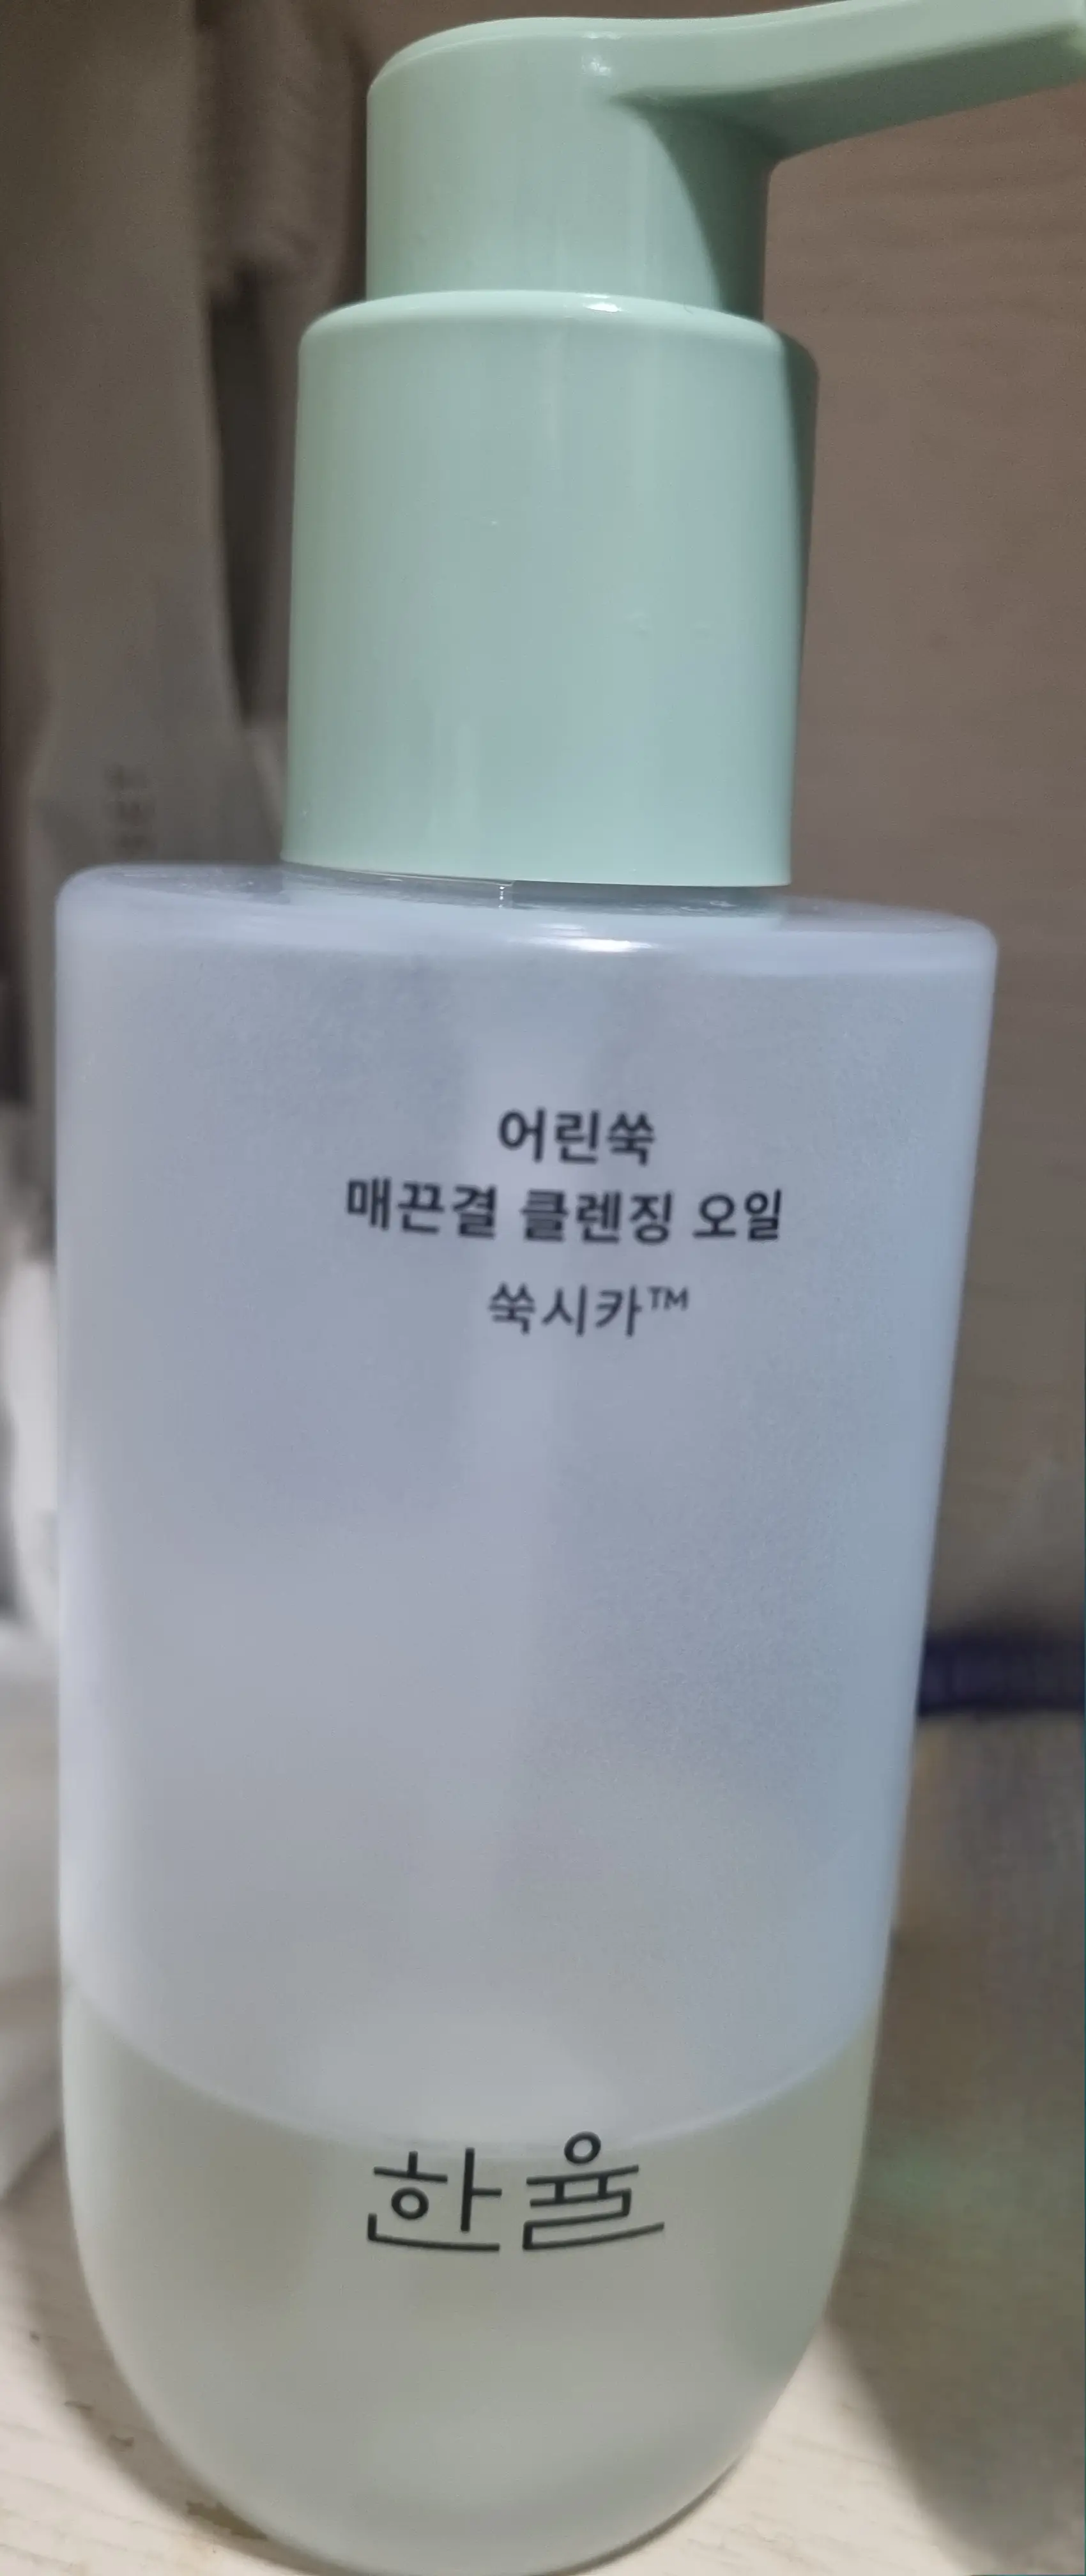 어린쑥
매끈결 클렌징 오일
쑥시카™
한율